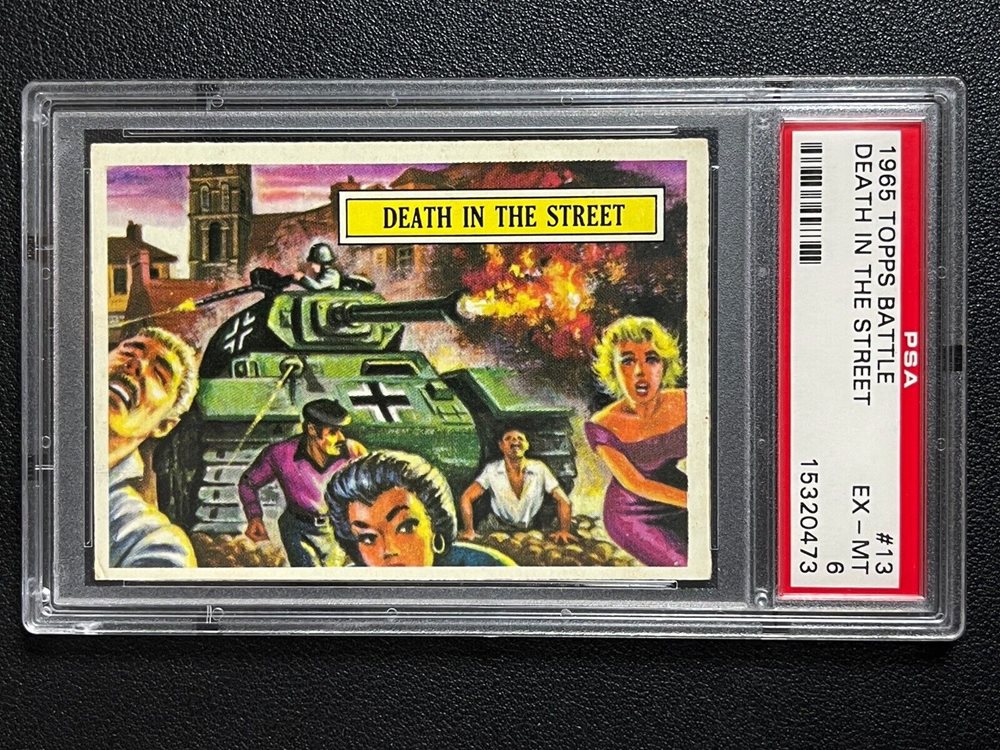 DEATH IN THE STREET
PSA
1965 TOPPS BATTLE #13
DEATH IN THE STREET EX - MT
6
15320473